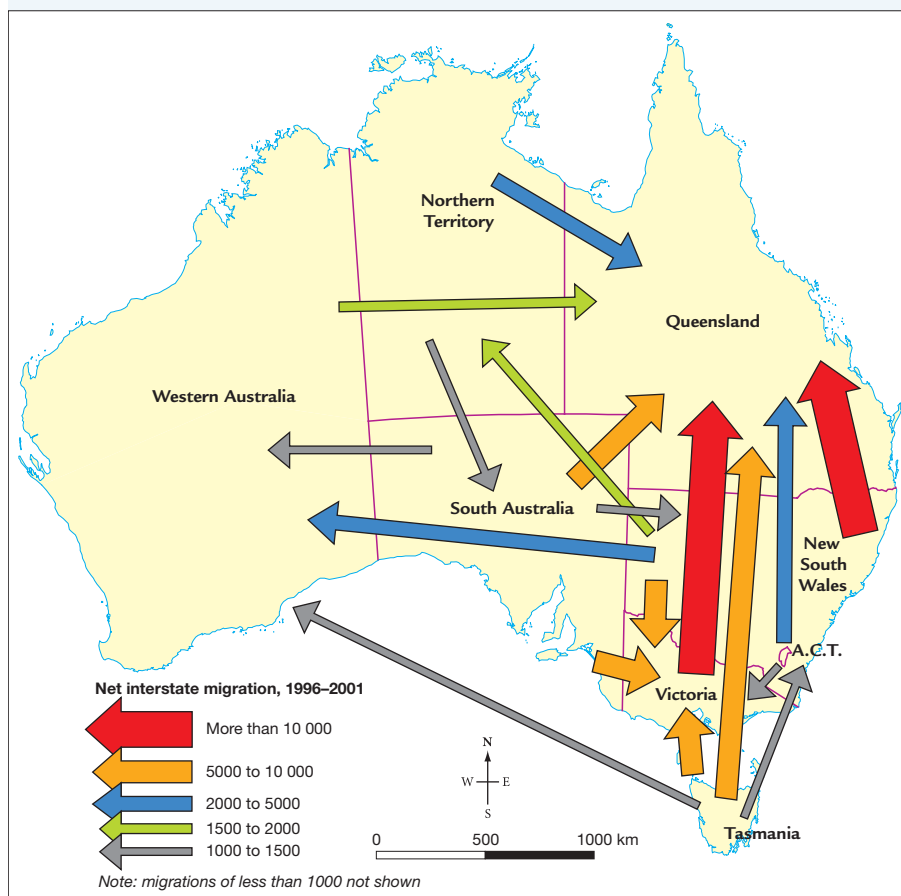 Northern
Territory
Queensland
Western Australia
South Australia
New
South
Wales
A.C.T.
Victoria
Tasmania
Net interstate migration, 1996–2001
More than 10 000
5000 to 10 000
2000 to 5000
1500 to 2000
1000 to 1500
N
W E
S
0 500 1000 km
Note: migrations of less than 1000 not shown